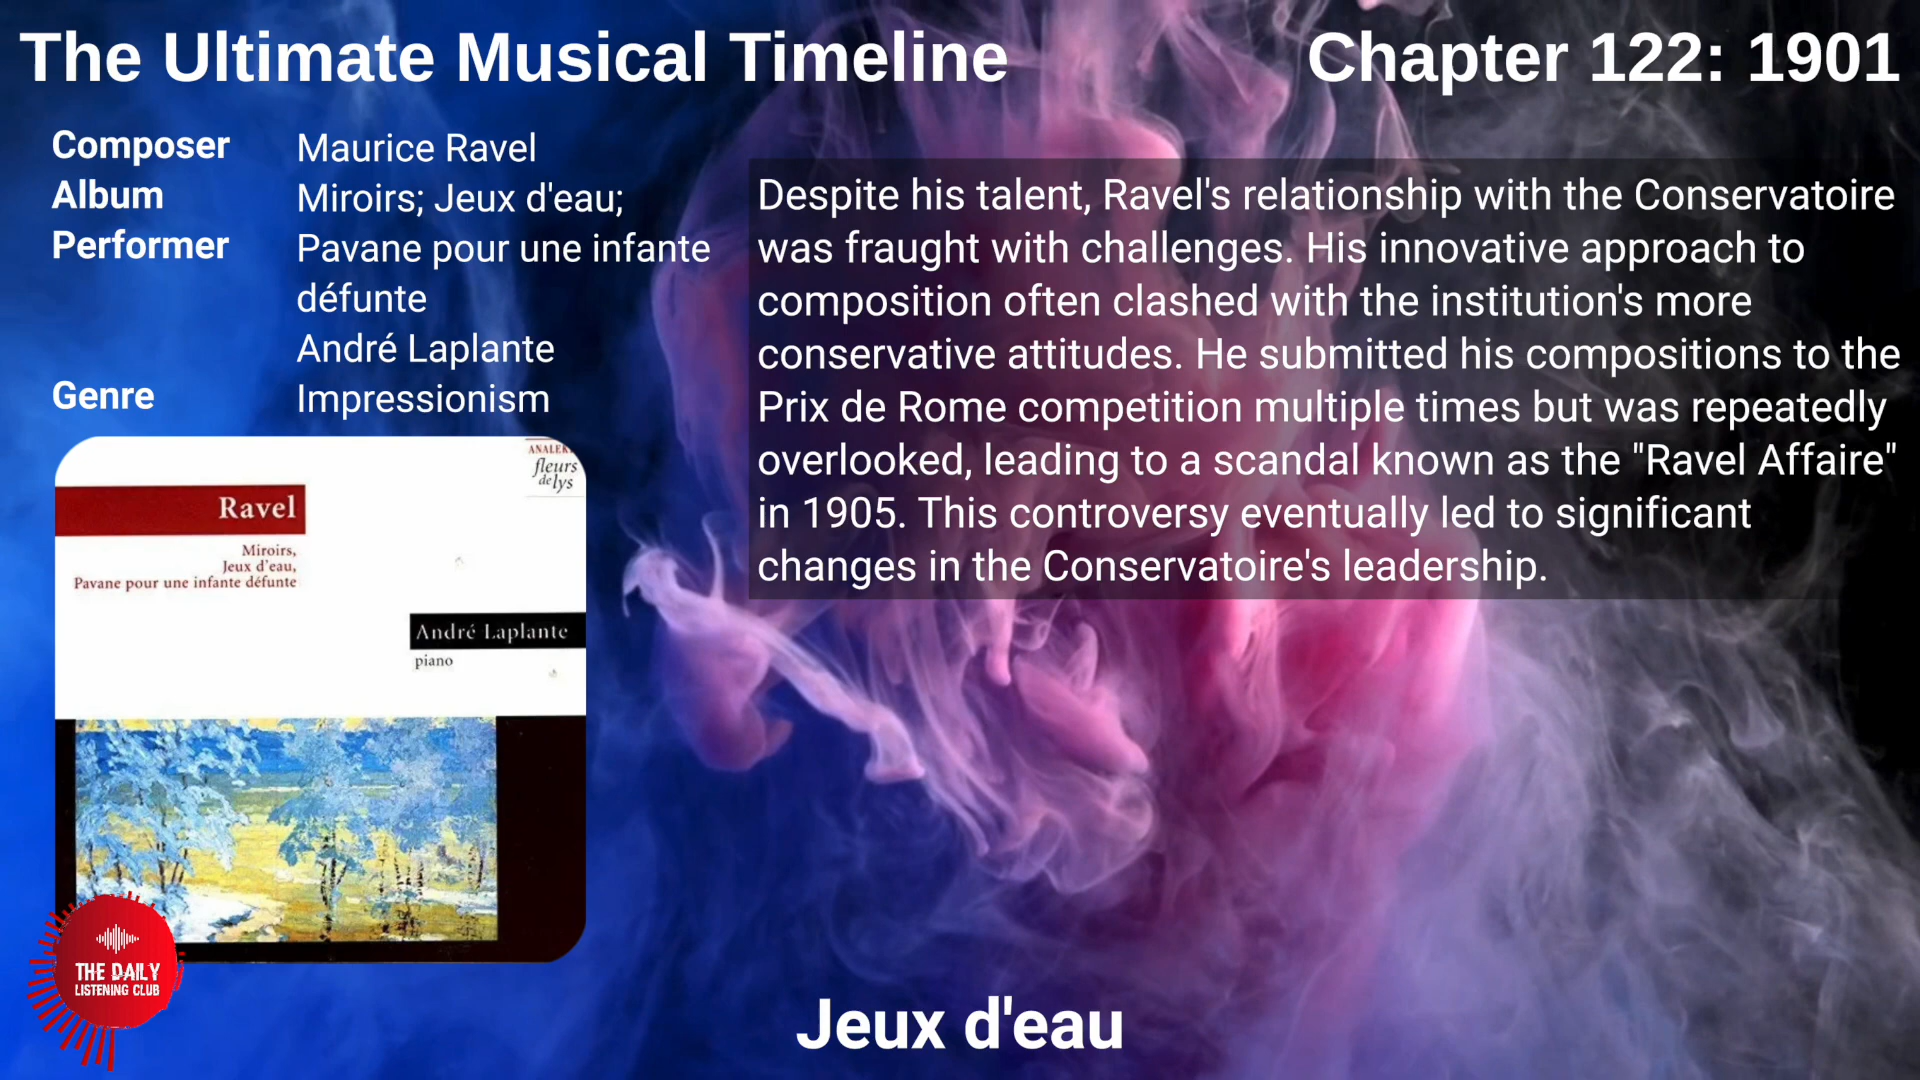 The Ultimate Musical Timeline
Chapter 122: 1901
Composer
Maurice Ravel
Album
Miroirs; Jeux d'eau;
Performer
Pavane pour une infante
défunte
André Laplante
Genre
Impressionism
Despite his talent, Ravel's relationship with the Conservatoire
was fraught with challenges. His innovative approach to
composition often clashed with the institution's more
conservative attitudes. He submitted his compositions to the
Prix de Rome competition multiple times but was repeatedly
overlooked, leading to a scandal known as the "Ravel Affaire"
in 1905. This controversy eventually led to significant
changes in the Conservatoire's leadership.
fleurs
de lys
Ravel
Miroirs,
Jeux d'eau,
Pavane pour une infante défunte
André Laplante
piano
THE DAILY
LISTENING CLUB
Jeux d'eau